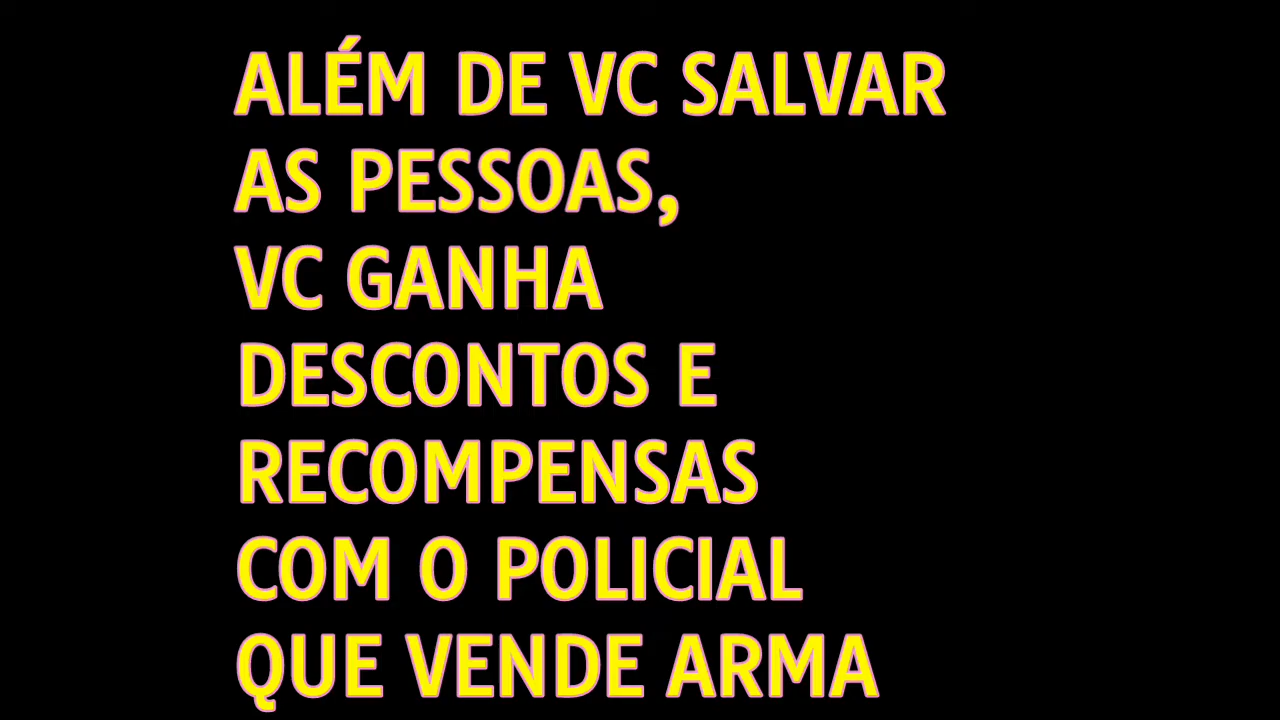 ALÉM DE VC SALVAR
AS PESSOAS,
VC GANHA
DESCONTOS E
RECOMPENSAS
COM O POLICIAL
QUE VENDE ARMA